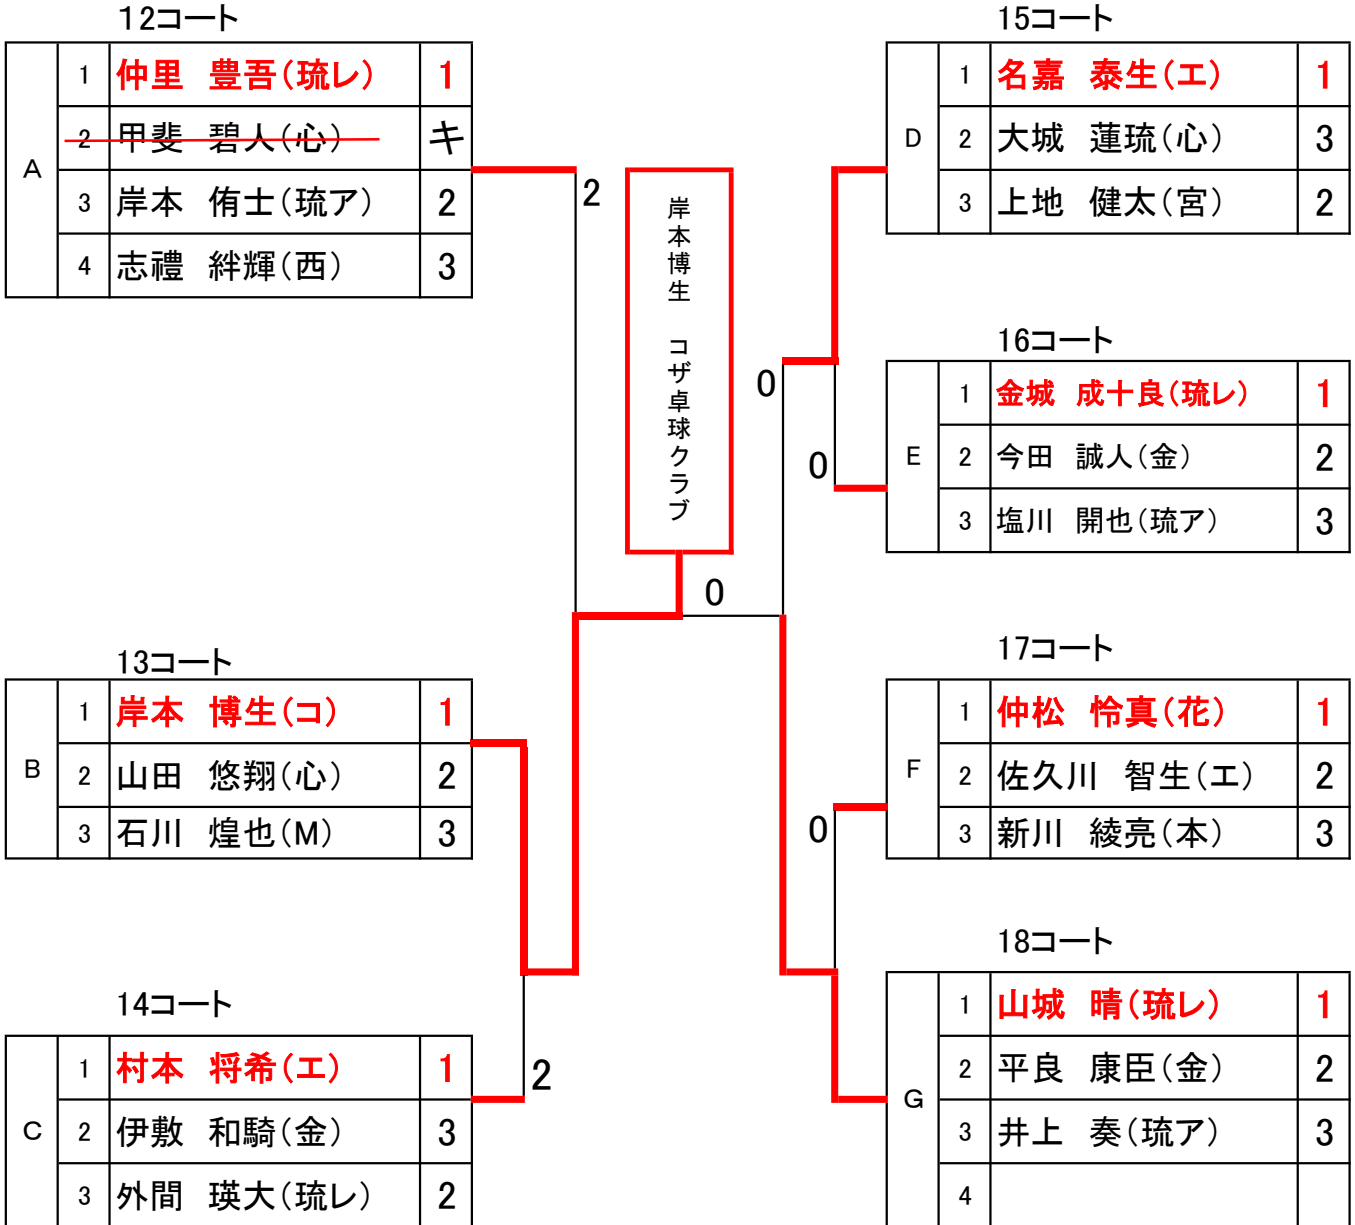 12コート
A
1 仲里 豊吾(琉レ) 1
2 甲斐 碧人(心) キ
3 岸本 侑士(琉ア) 2
4 志禮 絆輝(西) 3
2
13コート
B
1 岸本 博生(コ) 1
2 山田 悠翔(心) 2
3 石川 煌也(M) 3
14コート
C
1 村本 将希(エ) 1
2 伊敷 和騎(金) 3
3 外間 瑛大(琉レ) 2
2
岸本博生 コザ卓球クラブ
0
15コート
D
1 名嘉 泰生(エ) 1
2 大城 蓮琉(心) 3
3 上地 健太(宮) 2
0
16コート
E
1 金城 成十良(琉レ) 1
2 今田 誠人(金) 2
3 塩川 開也(琉ア) 3
0
17コート
F
1 仲松 怜真(花) 1
2 佐久川 智生(エ) 2
3 新川 綾亮(本) 3
0
18コート
G
1 山城 晴(琉レ) 1
2 平良 康臣(金) 2
3 井上 奏(琉ア) 3
4